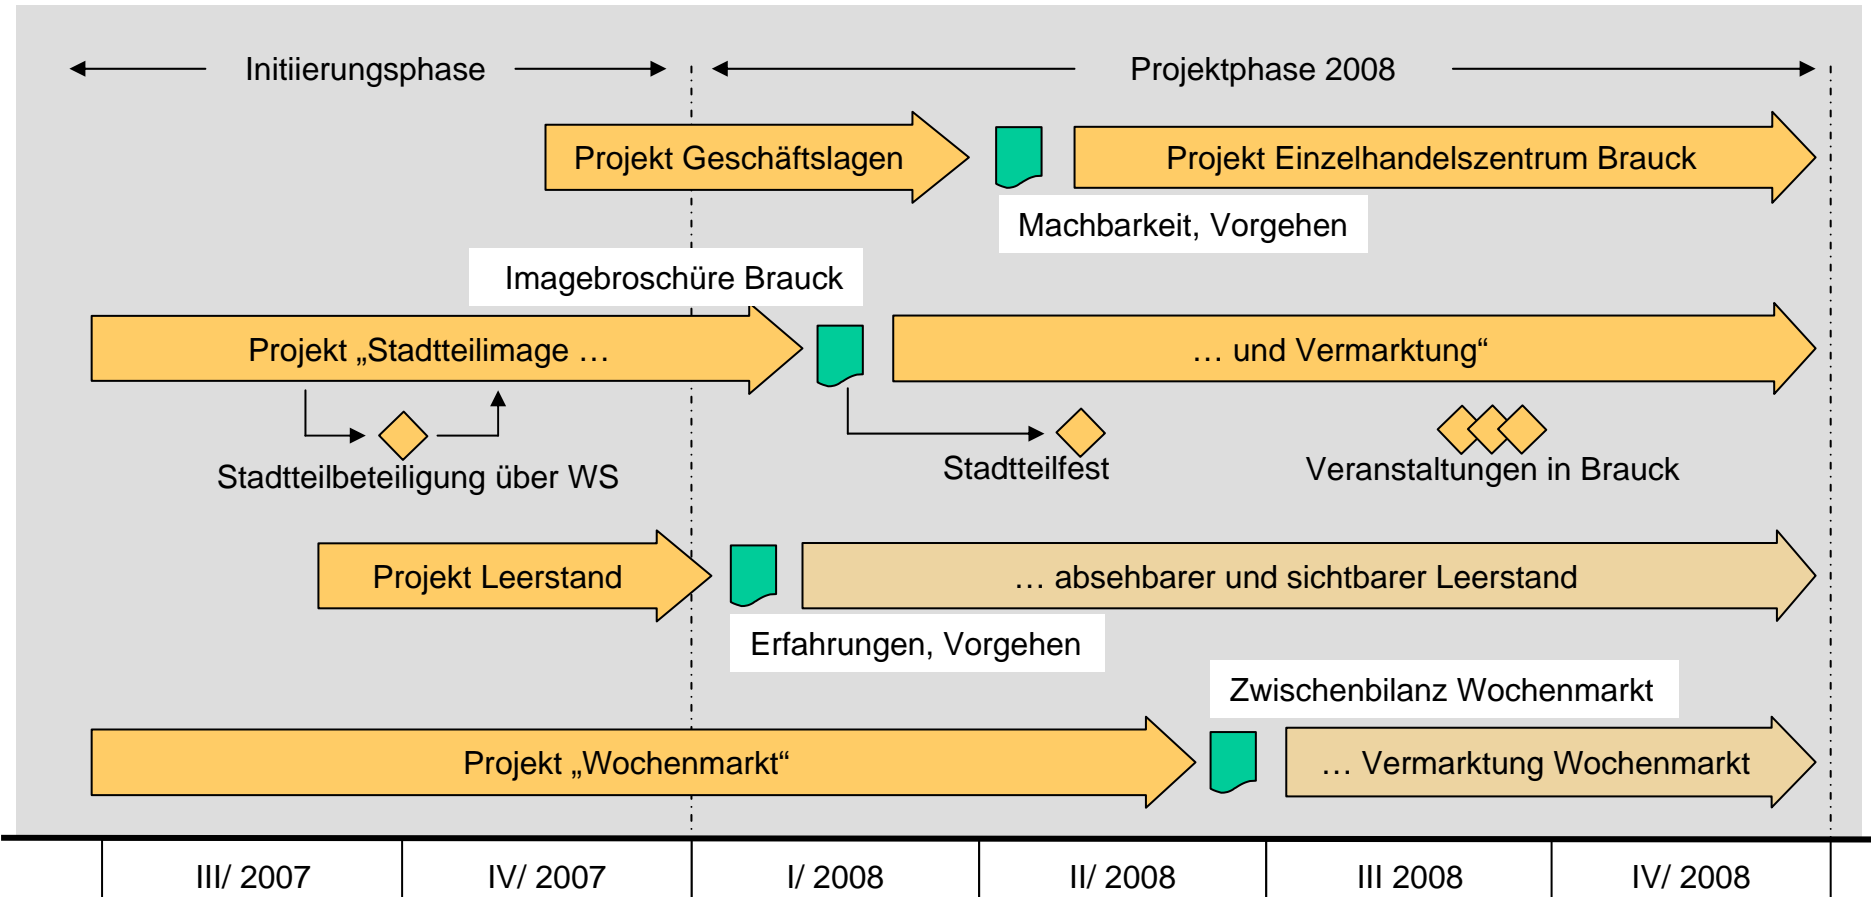 Initiierungsphase
Projektphase 2008
Projekt Geschäftslagen
Projekt Einzelhandelszentrum Brauck
Machbarkeit, Vorgehen
Imagebroschüre Brauck
Projekt „Stadtteilimage …
… und Vermarktung“
Stadtteilbeteiligung über WS
Stadtteilfest
Veranstaltungen in Brauck
Projekt Leerstand
… absehbarer und sichtbarer Leerstand
Erfahrungen, Vorgehen
Zwischenbilanz Wochenmarkt
Projekt „Wochenmarkt“
… Vermarktung Wochenmarkt
III/ 2007
IV/ 2007
I/ 2008
II/ 2008
III 2008
IV/ 2008